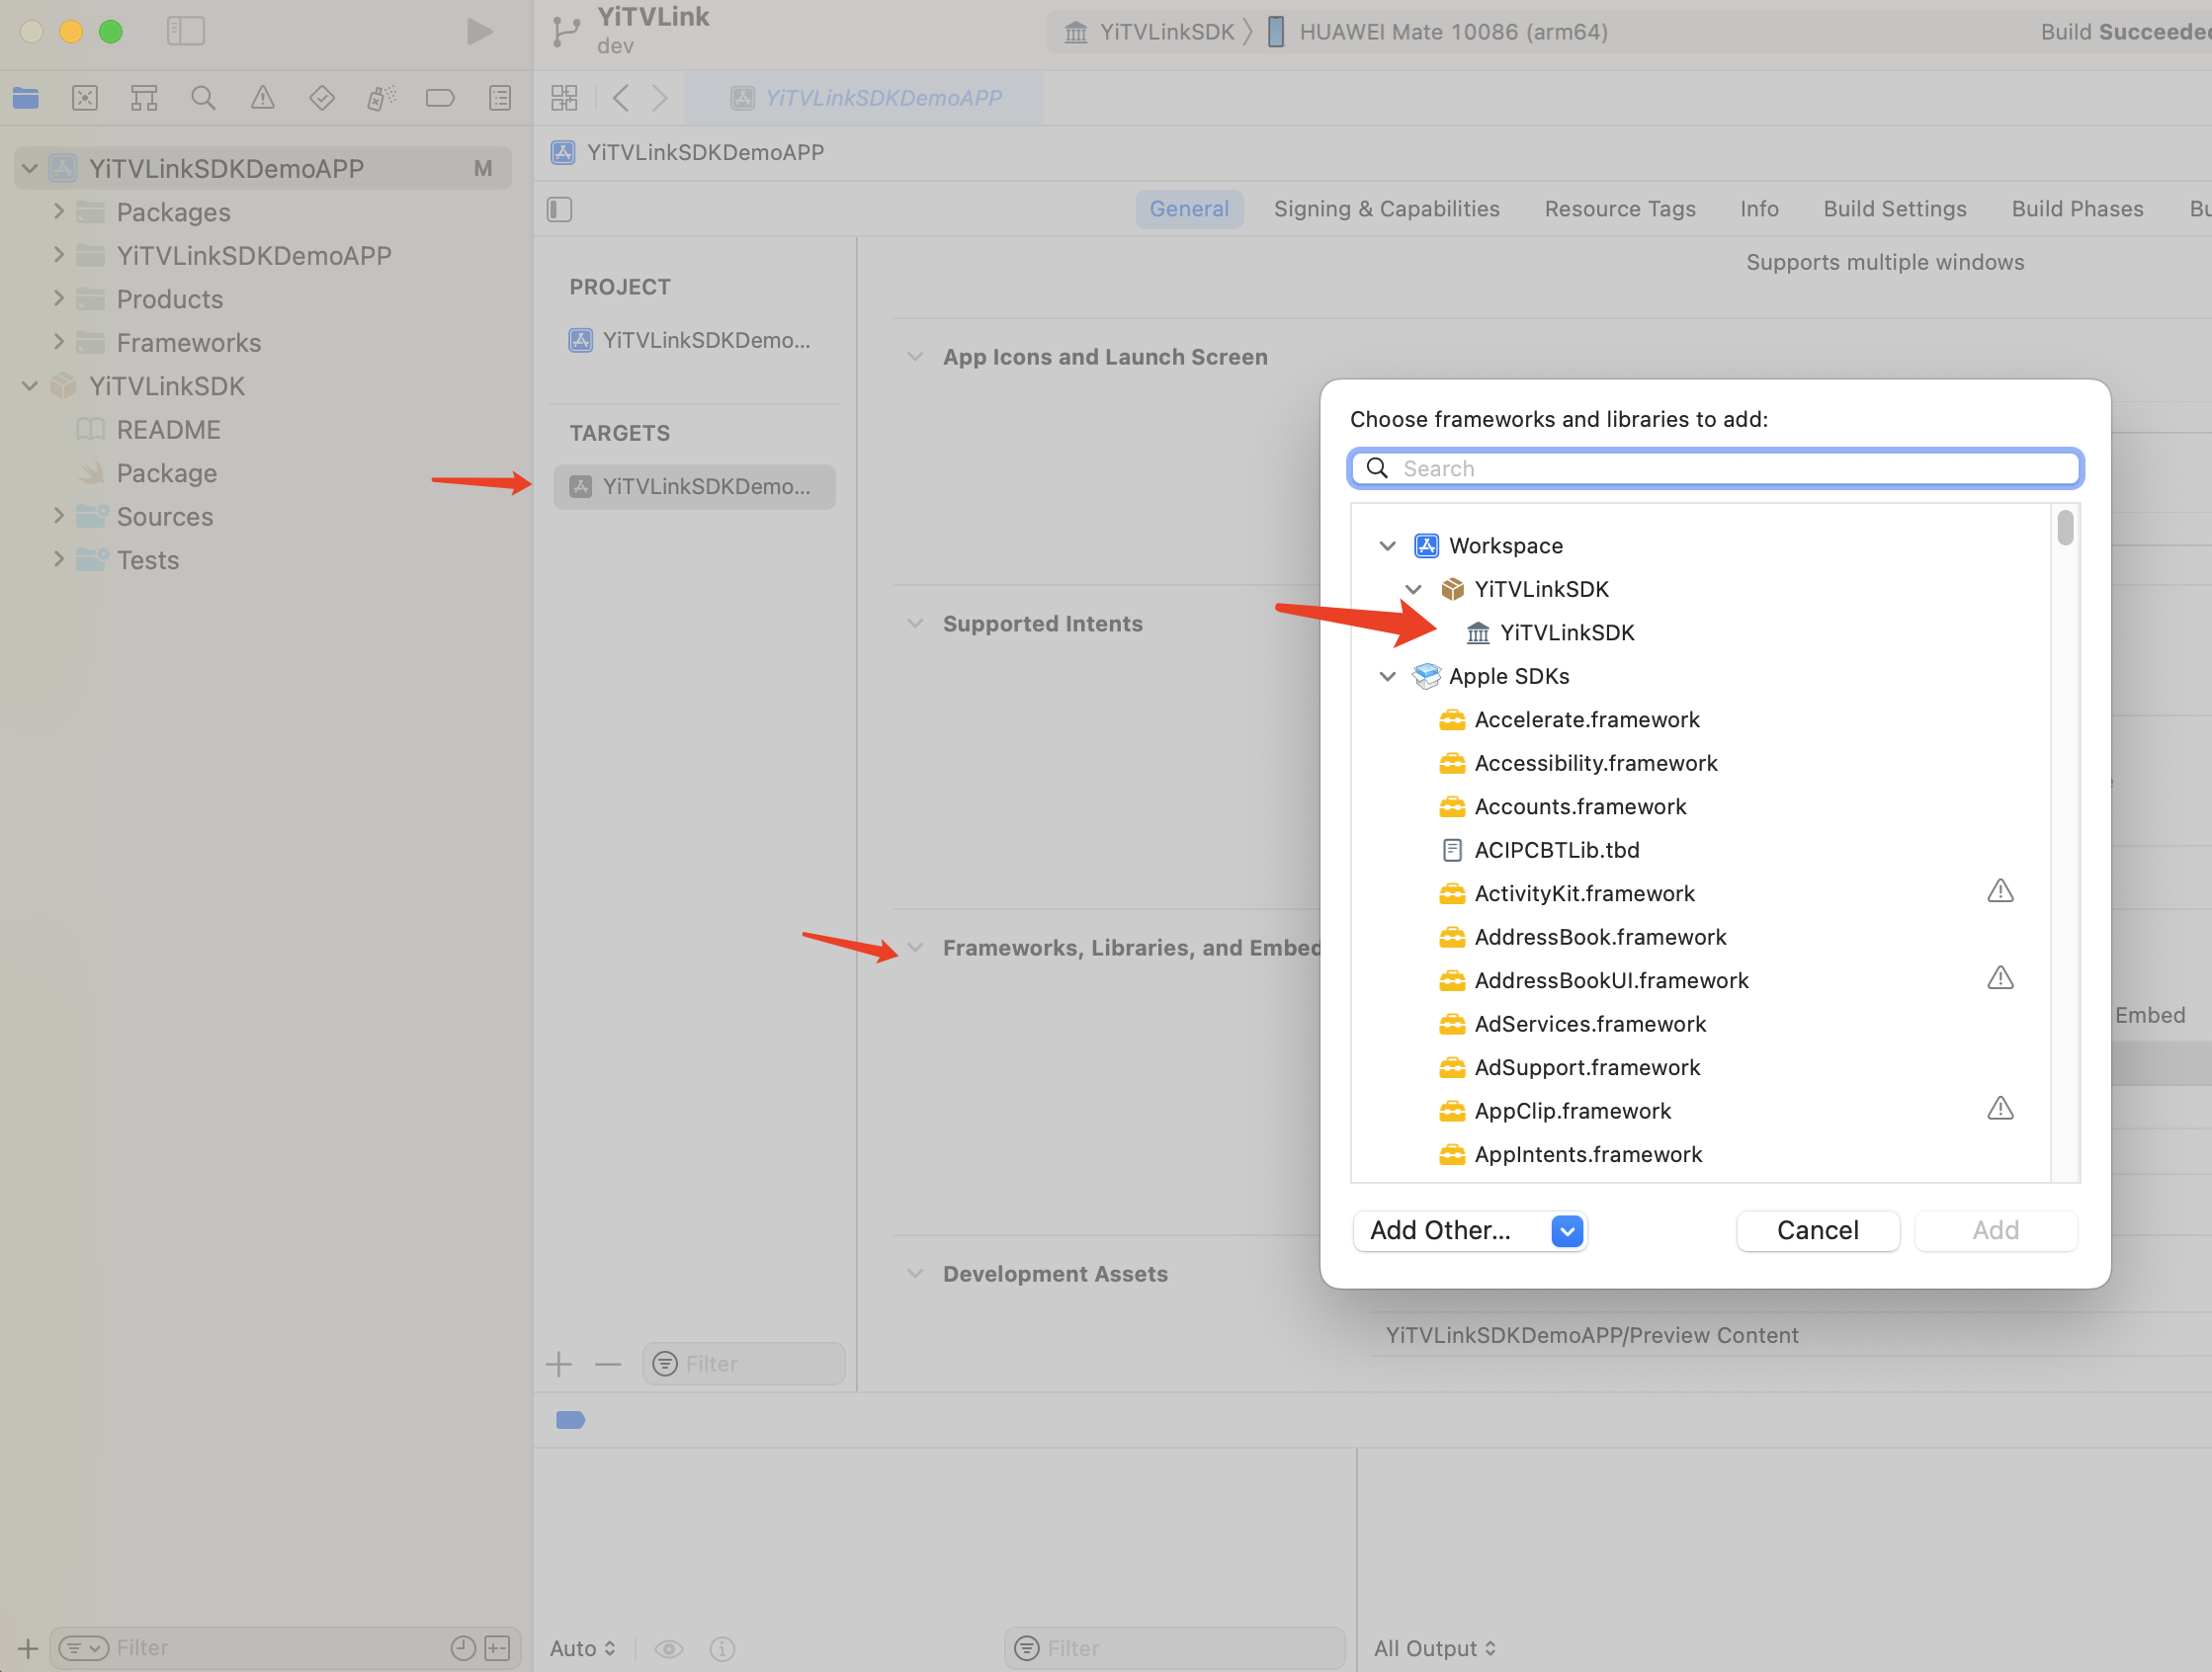 YiTVLink
dev
YiTVLinkSDK
HUAWEI Mate 10086 (arm64)
Build Succeeded
YiTVLinkSDKDemoAPP
YiTVLinkSDKDemoAPP
General
Signing & Capabilities
Resource Tags
Info
Build Settings
Build Phases
Bu
YiTVLinkSDKDemoAPP
M
Packages
YiTVLinkSDKDemoAPP
Products
Frameworks
YiTVLinkSDK
README
Package
Sources
Tests
Filter
PROJECT
YiTVLinkSDKDemo...
TARGETS
YiTVLinkSDKDemo...
Filter
Supports multiple windows
App Icons and Launch Screen
Supported Intents
Frameworks, Libraries, and Embed
Embed
Development Assets
YiTVLinkSDKDemoAPP/Preview Content
Choose frameworks and libraries to add:
Search
Workspace
YiTVLinkSDK
YiTVLinkSDK
Apple SDKs
Accelerate.framework
Accessibility.framework
Accounts.framework
ACIPCBTLib.tbd
ActivityKit.framework
AddressBook.framework
AddressBookUI.framework
AdServices.framework
AdSupport.framework
AppClip.framework
AppIntents.framework
Add Other...
Cancel
Add
Auto
Filter
All Output